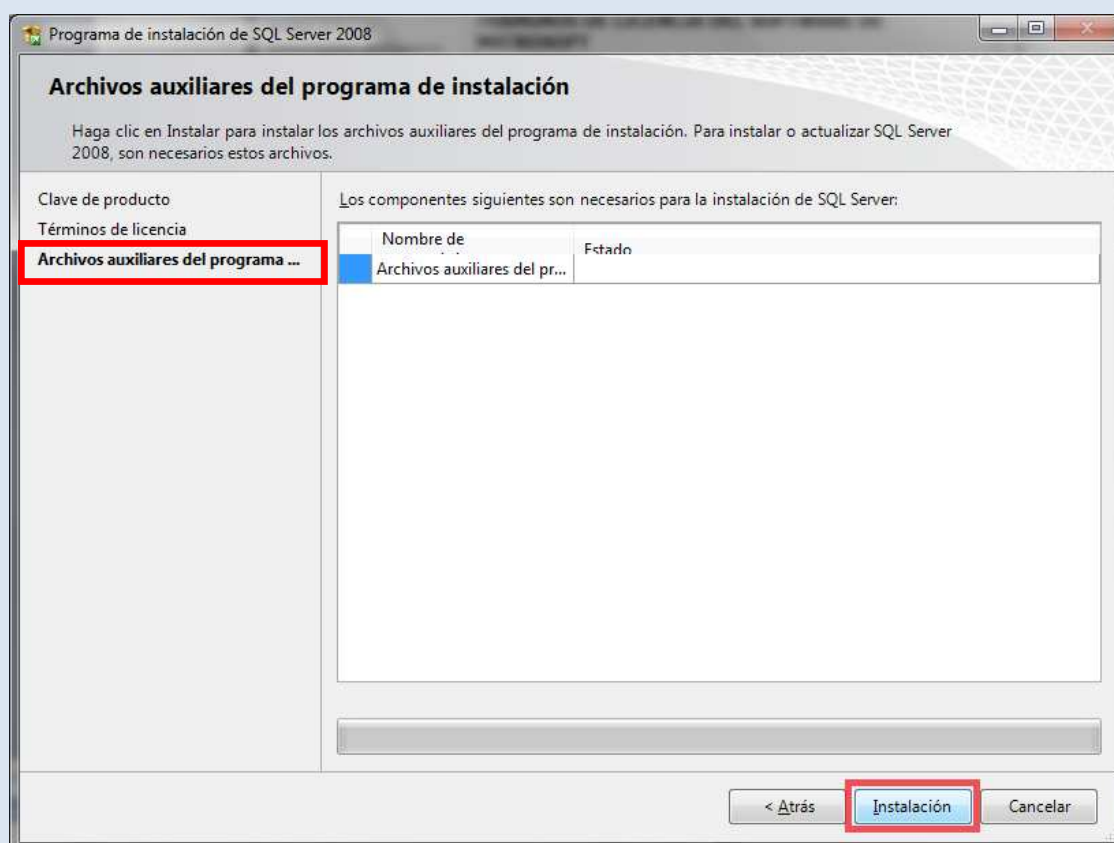 Programa de instalación de SQL Server 2008
Archivos auxiliares del programa de instalación
Haga clic en Instalar para instalar los archivos auxiliares del programa de instalación. Para instalar o actualizar SQL Server
2008, son necesarios estos archivos.
Clave de producto
Términos de licencia
Archivos auxiliares del programa ...
Los componentes siguientes son necesarios para la instalación de SQL Server:
Nombre de
Estado
Archivos auxiliares del pr...
< Atrás
Instalación
Cancelar